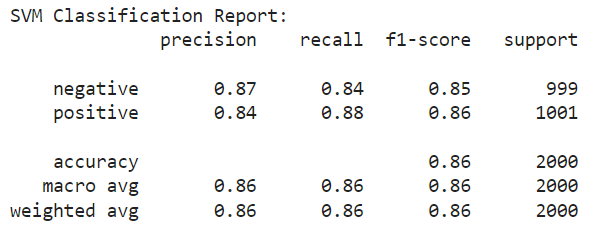 SVM Classification Report:
              precision    recall  f1-score   support

    negative       0.87      0.84      0.85       999
    positive       0.84      0.88      0.86      1001

    accuracy                           0.86      2000
   macro avg       0.86      0.86      0.86      2000
weighted avg       0.86      0.86      0.86      2000